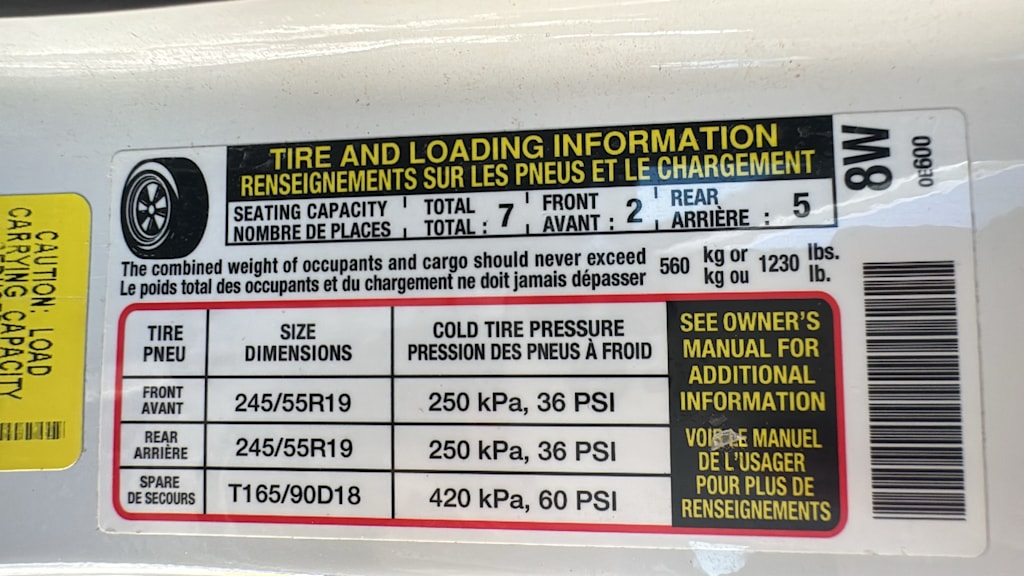 TIRE AND LOADING INFORMATION
RENSEIGNEMENTS SUR LES PNEUS ET LE CHARGEMENT
SEATING CAPACITY TOTAL FRONT REAR
NOMBRE DE PLACES TOTAL : 7 AVANT : 2 ARRIÈRE : 5
The combined weight of occupants and cargo should never exceed 560 kg or 1230 lbs.
Le poids total des occupants et du chargement ne doit jamais dépasser kg ou lb.
TIRE SIZE COLD TIRE PRESSURE
PNEU DIMENSIONS PRESSION DES PNEUS À FROID
FRONT
AVANT 245/55R19 250 kPa, 36 PSI
REAR
ARRIÈRE 245/55R19 250 kPa, 36 PSI
SPARE
DE SECOURS T165/90D18 420 kPa, 60 PSI
SEE OWNER'S
MANUAL FOR
ADDITIONAL
INFORMATION
VOIR LE MANUEL
DE L'USAGER
POUR PLUS DE
RENSEIGNEMENTS
8W
0E600
CAUTION: LOAD
CARRYING CAPACITY